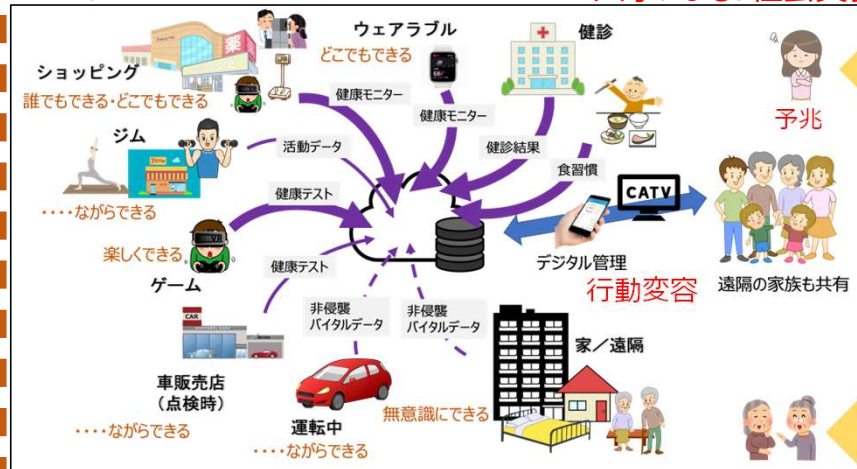 ウェアラブル
どこでもできる
健診
薬
ショッピング
誰でもできる・どこでもできる
健康モニター
健康モニター
予兆
ジム
活動データ
健診結果
食習慣
・・・・ながらできる
健康テスト
CATV
楽しくできる
ゲーム
健康テスト
デジタル管理
行動変容
遠隔の家族も共有
CAR
非侵襲
バイタルデータ
非侵襲
バイタルデータ
家/遠隔
車販売店
(点検時)
無意識にできる
運転中
・・・・ながらできる
・・・・ながらできる